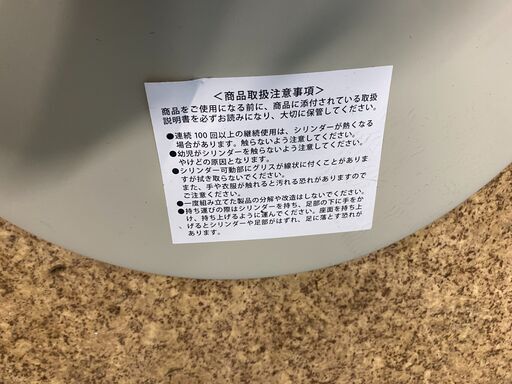 ＜商品取扱注意事項＞
商品をご使用になる前に、商品に添付されている取扱
説明書を必ずお読みになり、大切に保管してください。
●連続100回以上の継続使用は、シリンダーが熱くなる
場合があります。触らないよう注意してください。
●幼児がシリンダーを触らないよう注意してください。
やけどの原因となります。
●シリンダー可動部にグリスが線状に付くことがありま
すが拭き取らないでください。
また、手や衣服が触れると汚れる恐れがありますので
ご注意ください。
●一度組み立てた製品の分解や改造はしないでください。
●持ち運びの際はシリンダーを持ち、足部の下に手をか
け、持ち上げるように運んでください。座面を持ち上
げるとシリンダーや足部がはずれ、足に落とす恐れが
あります。